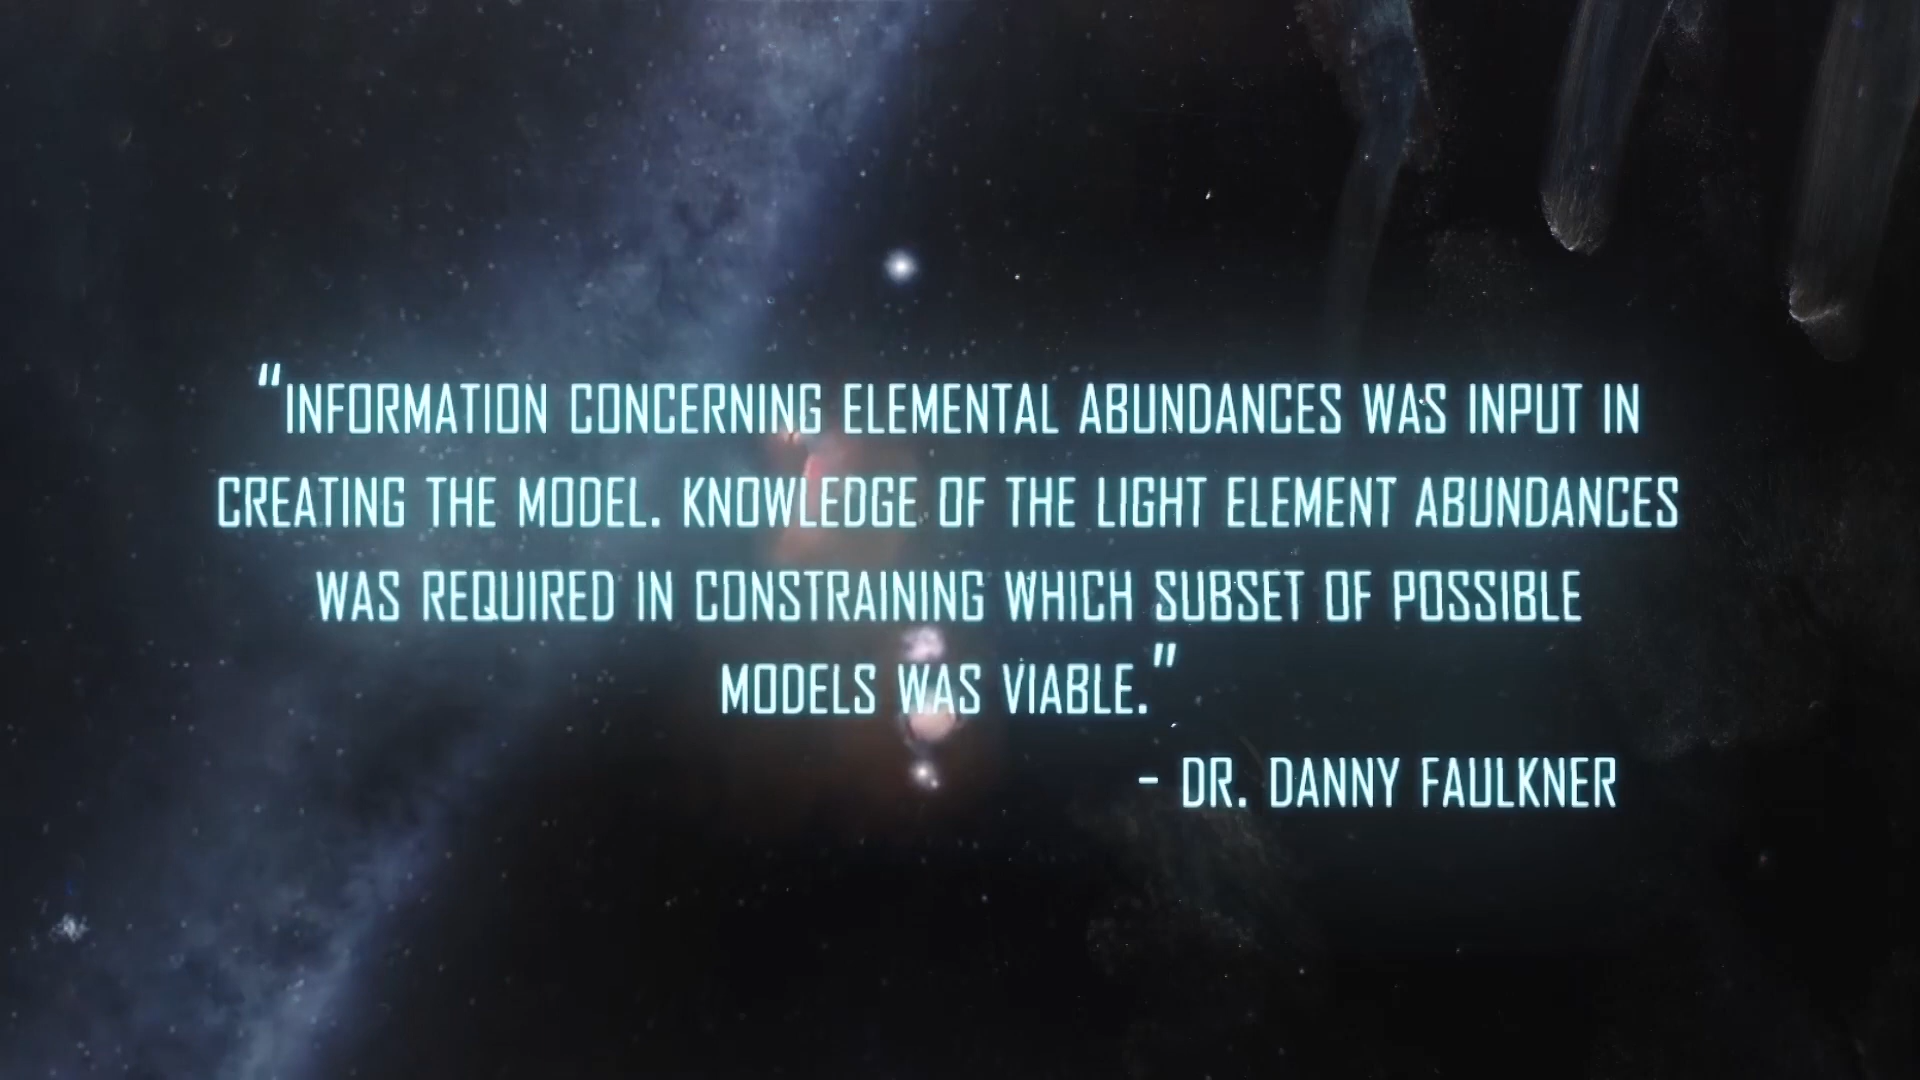 "INFORMATION CONCERNING ELEMENTAL ABUNDANCES WAS INPUT IN
CREATING THE MODEL. KNOWLEDGE OF THE LIGHT ELEMENT ABUNDANCES
WAS REQUIRED IN CONSTRAINING WHICH SUBSET OF POSSIBLE
MODELS WAS VIABLE."
- DR. DANNY FAULKNER